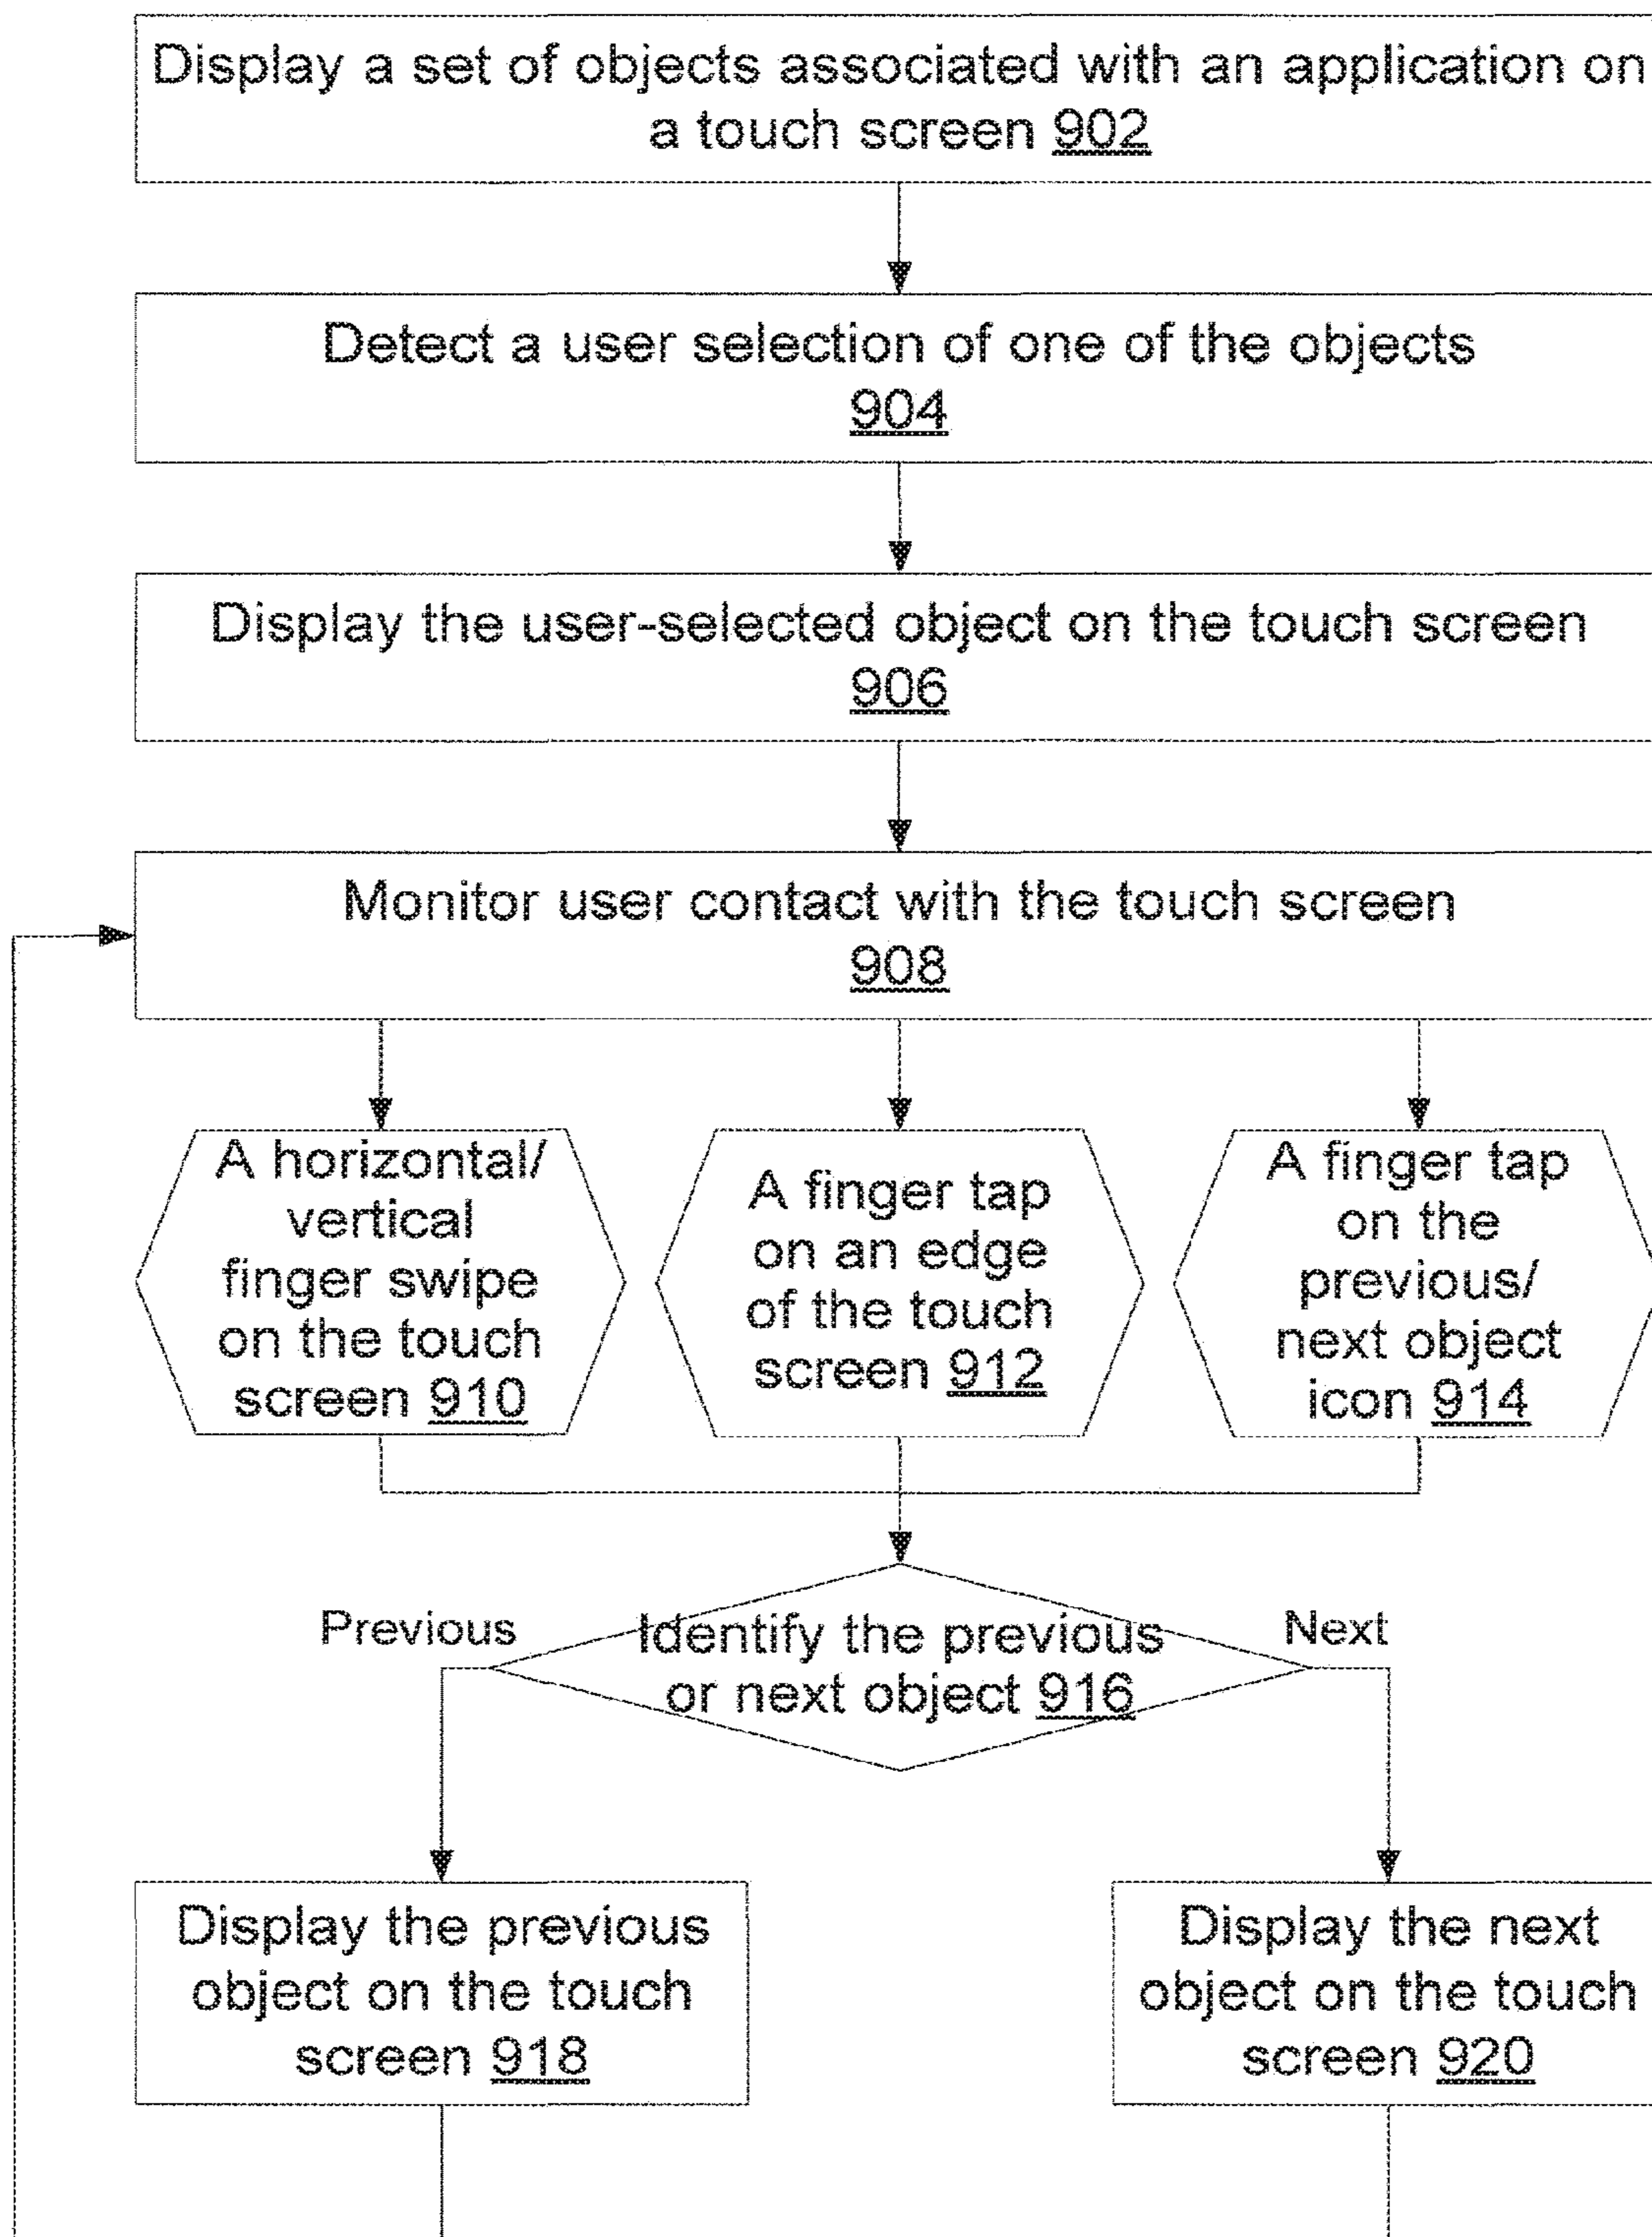 Display a set of objects associated with an application on
a touch screen 902
Detect a user selection of one of the objects
904
Display the user-selected object on the touch screen
906
Monitor user contact with the touch screen
908
A horizontal/
vertical
finger swipe
on the touch
screen 910
A finger tap
on an edge
of the touch
screen 912
A finger tap
on the
previous/
next object
icon 914
Previous
Identify the previous
or next object 916
Next
Display the previous
object on the touch
screen 918
Display the next
object on the touch
screen 920